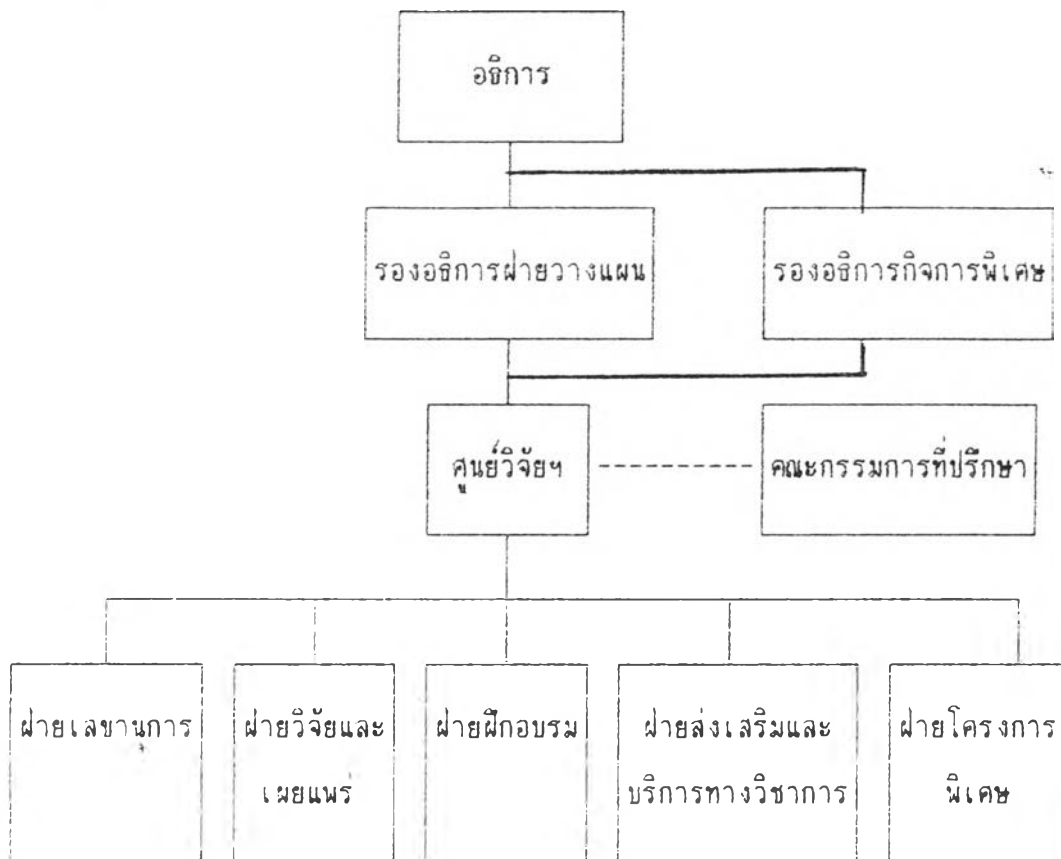 อธิการ
รองอธิการฝ่ายวางแผน
รองอธิการกิจการพิเศษ
ศูนย์วิจัยฯ
คณะกรรมการที่ปรึกษา
ฝ่ายเลขานุการ
ฝ่ายวิจัยและ
เผยแพร่
ฝ่ายฝึกอบรม
ฝ่ายส่งเสริมและ
บริการทางวิชาการ
ฝ่ายโครงการ
พิเศษ